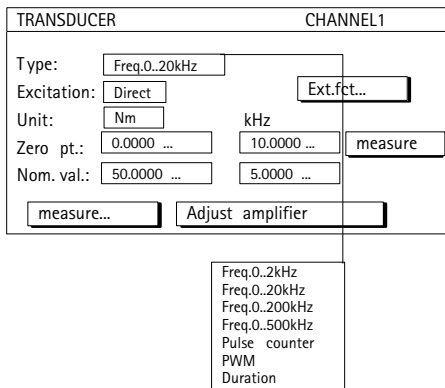 TRANSDUCER CHANNEL1
Type: Freq.0..20kHz
Excitation: Direct Ext.fct...
Unit: Nm kHz
Zero pt.: 0.0000 ... 10.0000 ... measure
Nom. val.: 50.0000 ... 5.0000 ...
measure... Adjust amplifier
Freq.0..2kHz
Freq.0..20kHz
Freq.0..200kHz
Freq.0..500kHz
Pulse counter
PWM
Duration